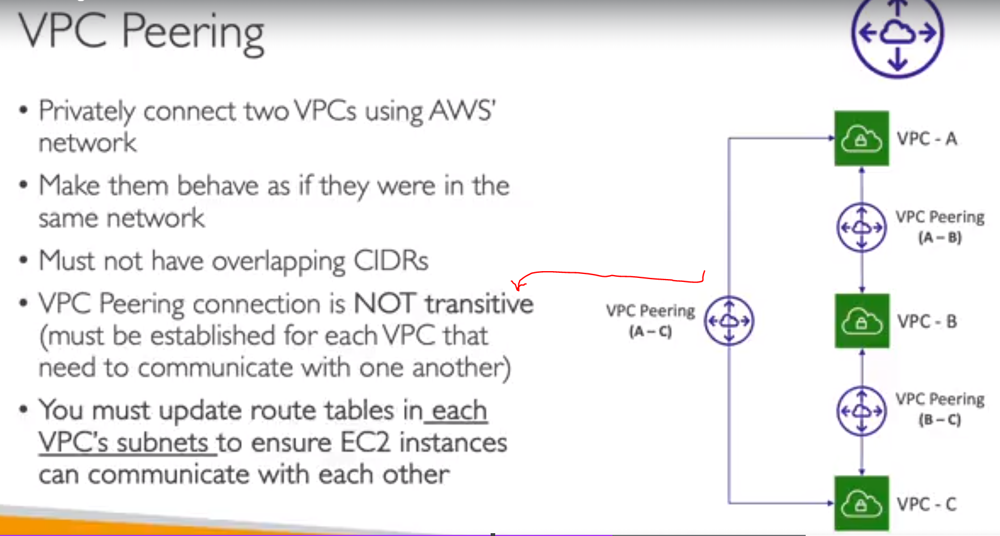 VPC Peering
• Privately connect two VPCs using AWS’
network
• Make them behave as if they were in the
same network
• Must not have overlapping CIDRs
• VPC Peering connection is NOT transitive
(must be established for each VPC that
need to communicate with one another)
• You must update route tables in each
VPC’s subnets to ensure EC2 instances
can communicate with each other
VPC - A
VPC Peering
(A – B)
VPC Peering
(A – C)
VPC - B
VPC Peering
(B – C)
VPC - C